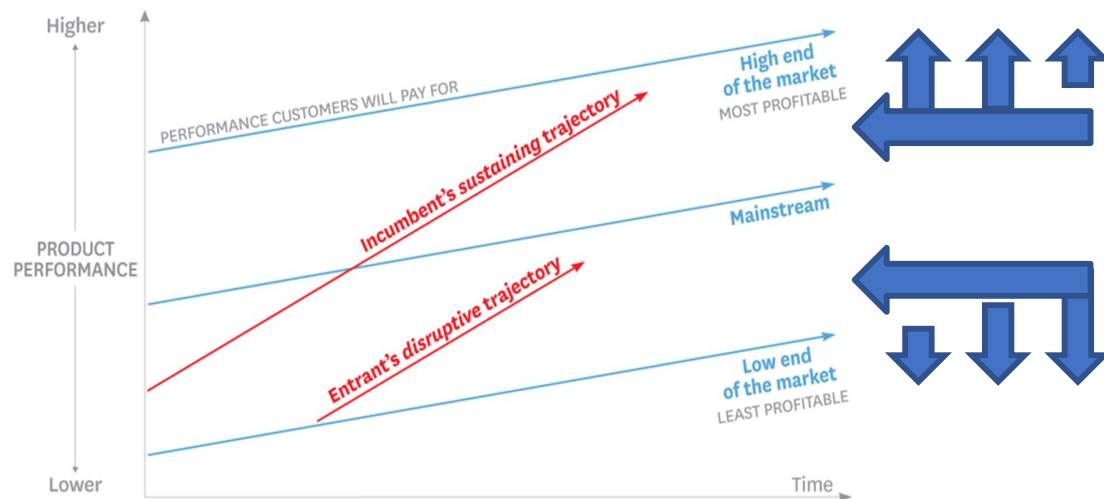 Higher
PERFORMANCE CUSTOMERS WILL PAY FOR
High end
of the market
MOST PROFITABLE
Incumbent's sustaining trajectory
Mainstream
PRODUCT
PERFORMANCE
Entrant's disruptive trajectory
Low end
of the market
LEAST PROFITABLE
Lower
Time